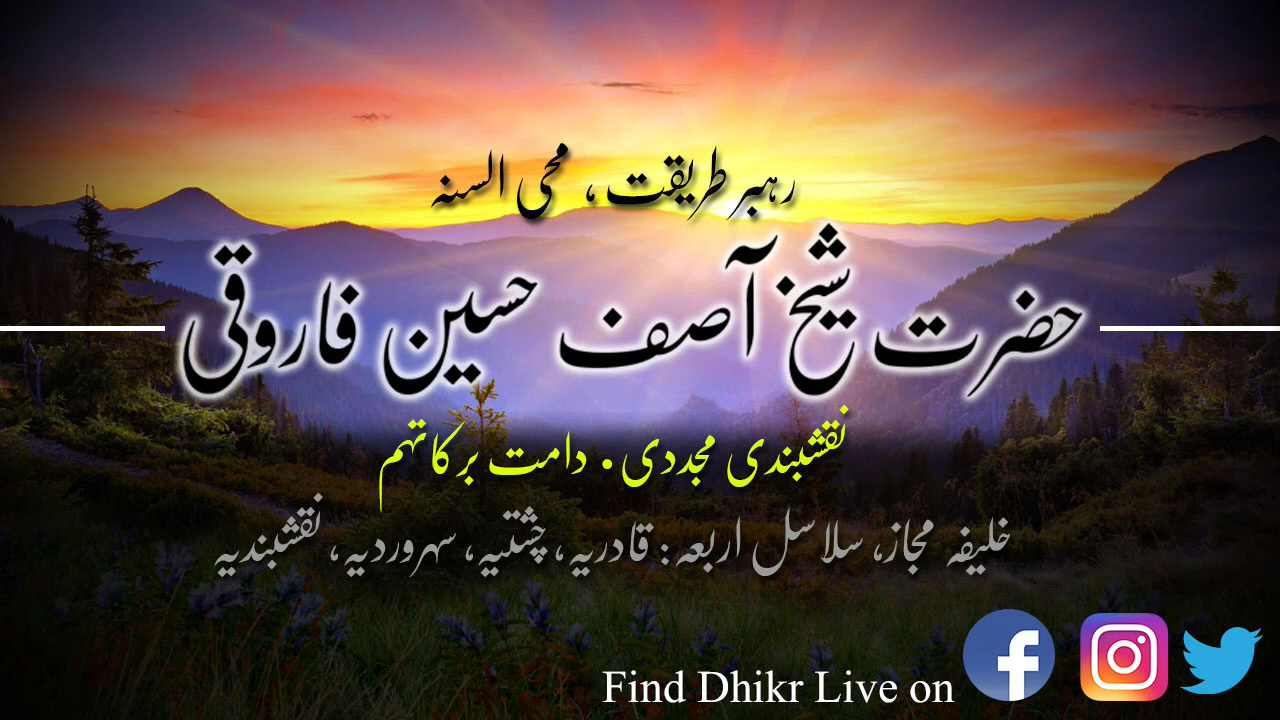 رہبر طریقت، محی السنہ
حضرت شیخ آصف حسین فاروقی
نقشبندی مجددی۔ دامت برکاتہم
خلیفہ مجاز، سلاسل اربعہ: قادریہ، چشتیہ، سہروردیہ، نقشبندیہ
Find Dhikr Live on